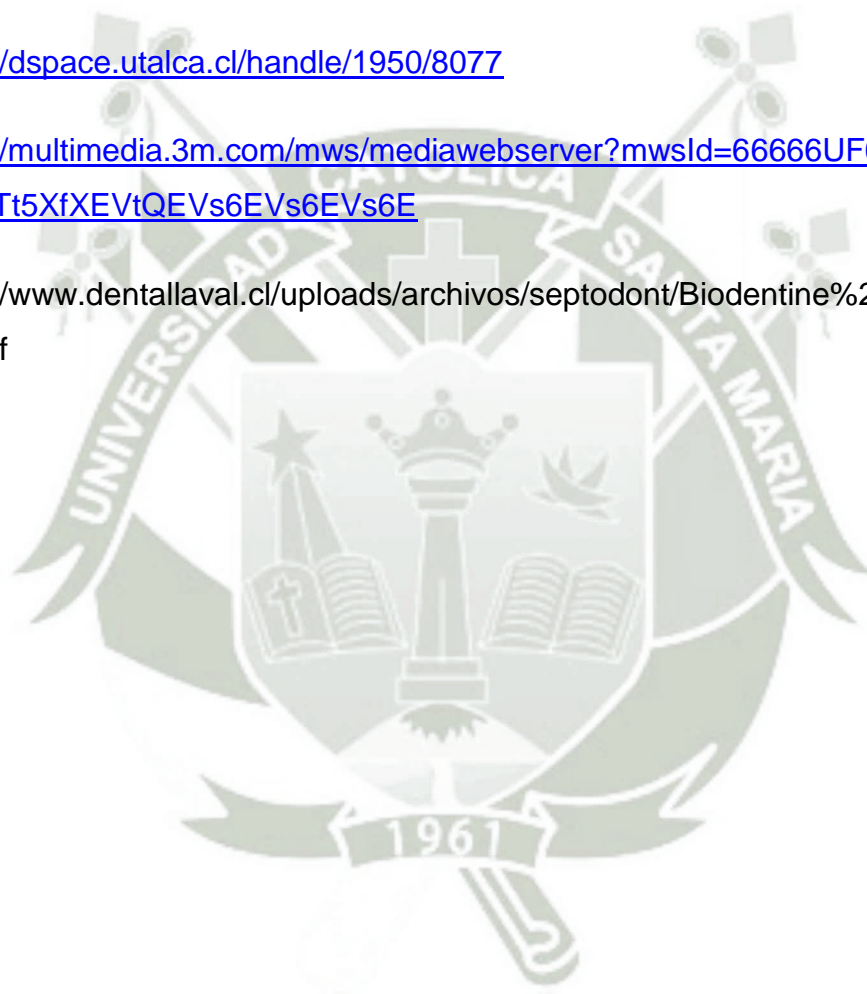 /dspace.utalca.cl/handle/1950/8077
/multimedia.3m.com/mws/mediawebserver?mwsId=66666UF
Tt5XfXEVtQEVs6EVs6EVs6E
/www.dentallaval.cl/uploads/archivos/septodont/Biodentine%2
f
UNIVERSIDAD CATOLICA SANTA MARIA
1961